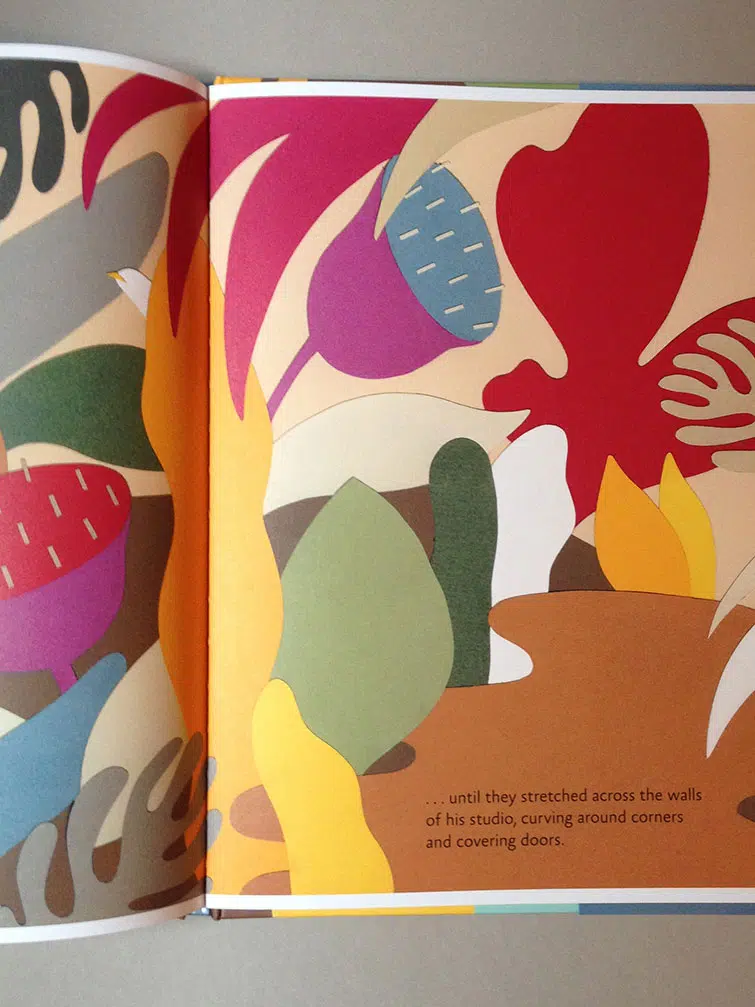 . . . until they stretched across the walls
of his studio, curving around corners
and covering doors.